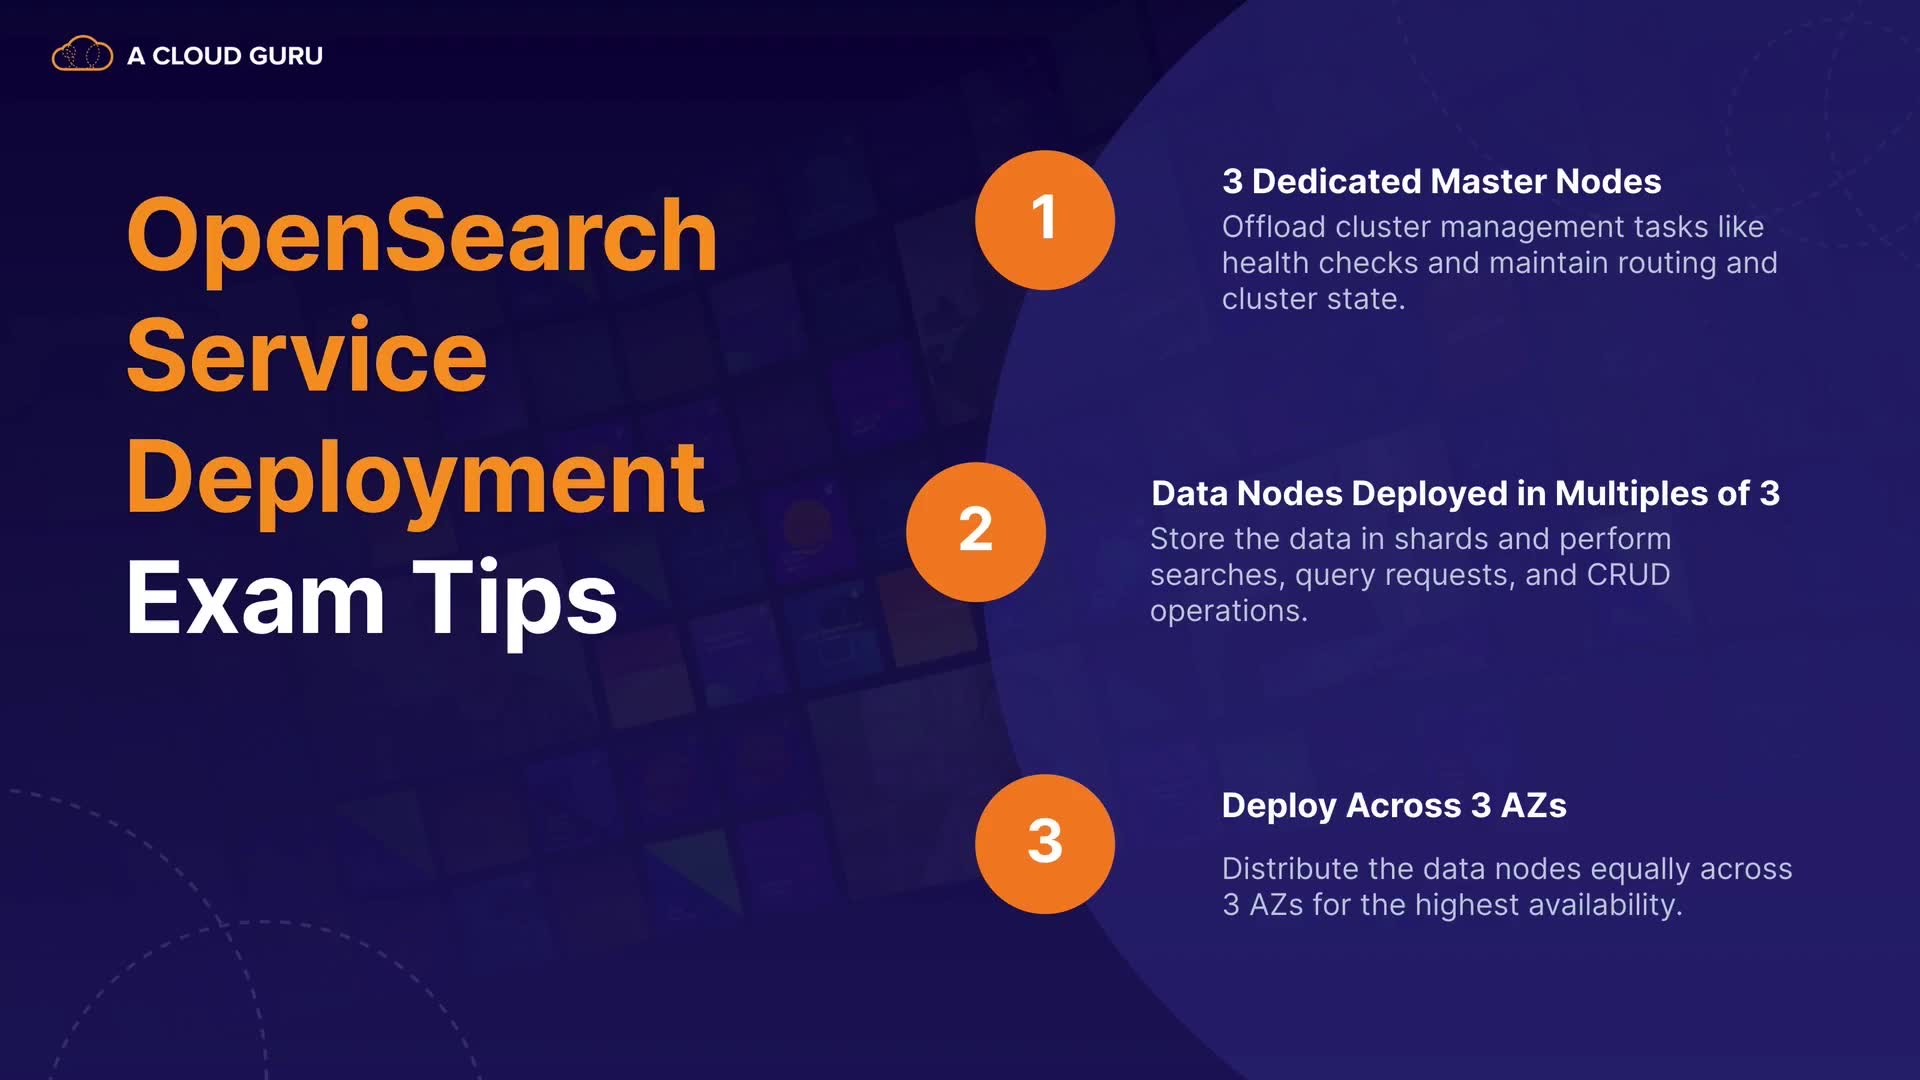 A CLOUD GURU
OpenSearch
Service
Deployment
Exam Tips
1
3 Dedicated Master Nodes
Offload cluster management tasks like
health checks and maintain routing and
cluster state.
2
Data Nodes Deployed in Multiples of 3
Store the data in shards and perform
searches, query requests, and CRUD
operations.
3
Deploy Across 3 AZs
Distribute the data nodes equally across
3 AZs for the highest availability.